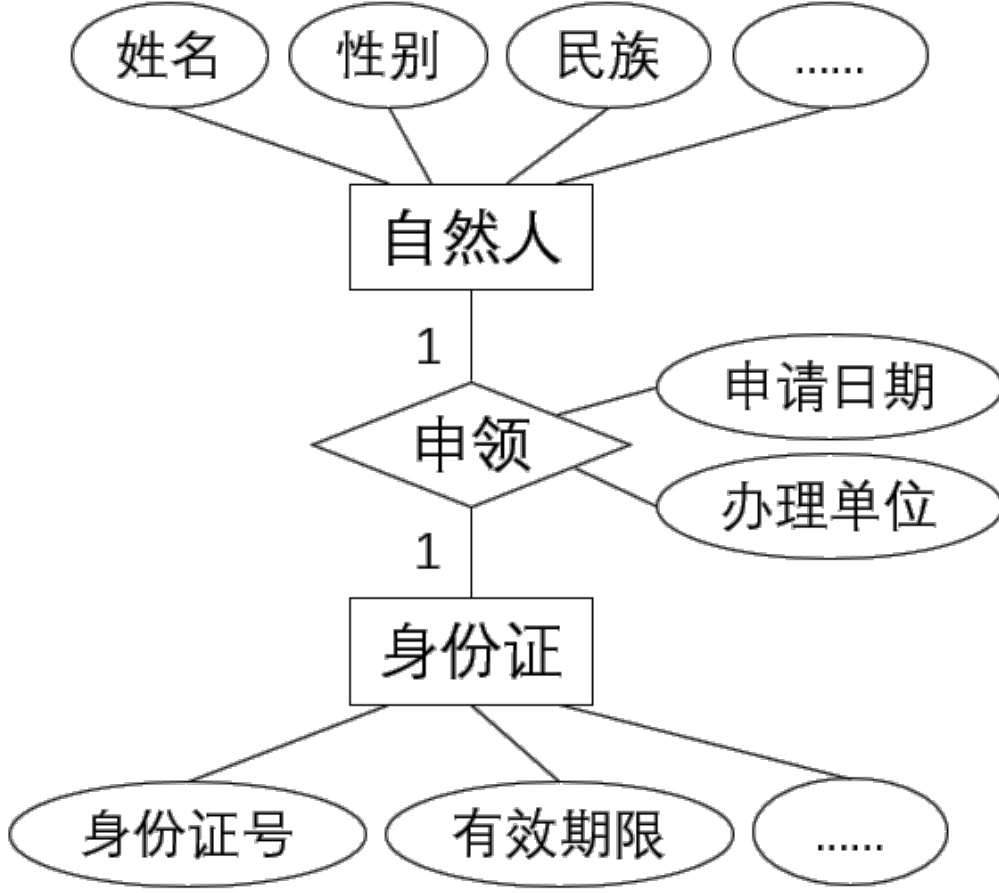 姓名 性别 民族 ......
自然人
1
申请日期
申领
办理单位
1
身份证
身份证号 有效期限 ......